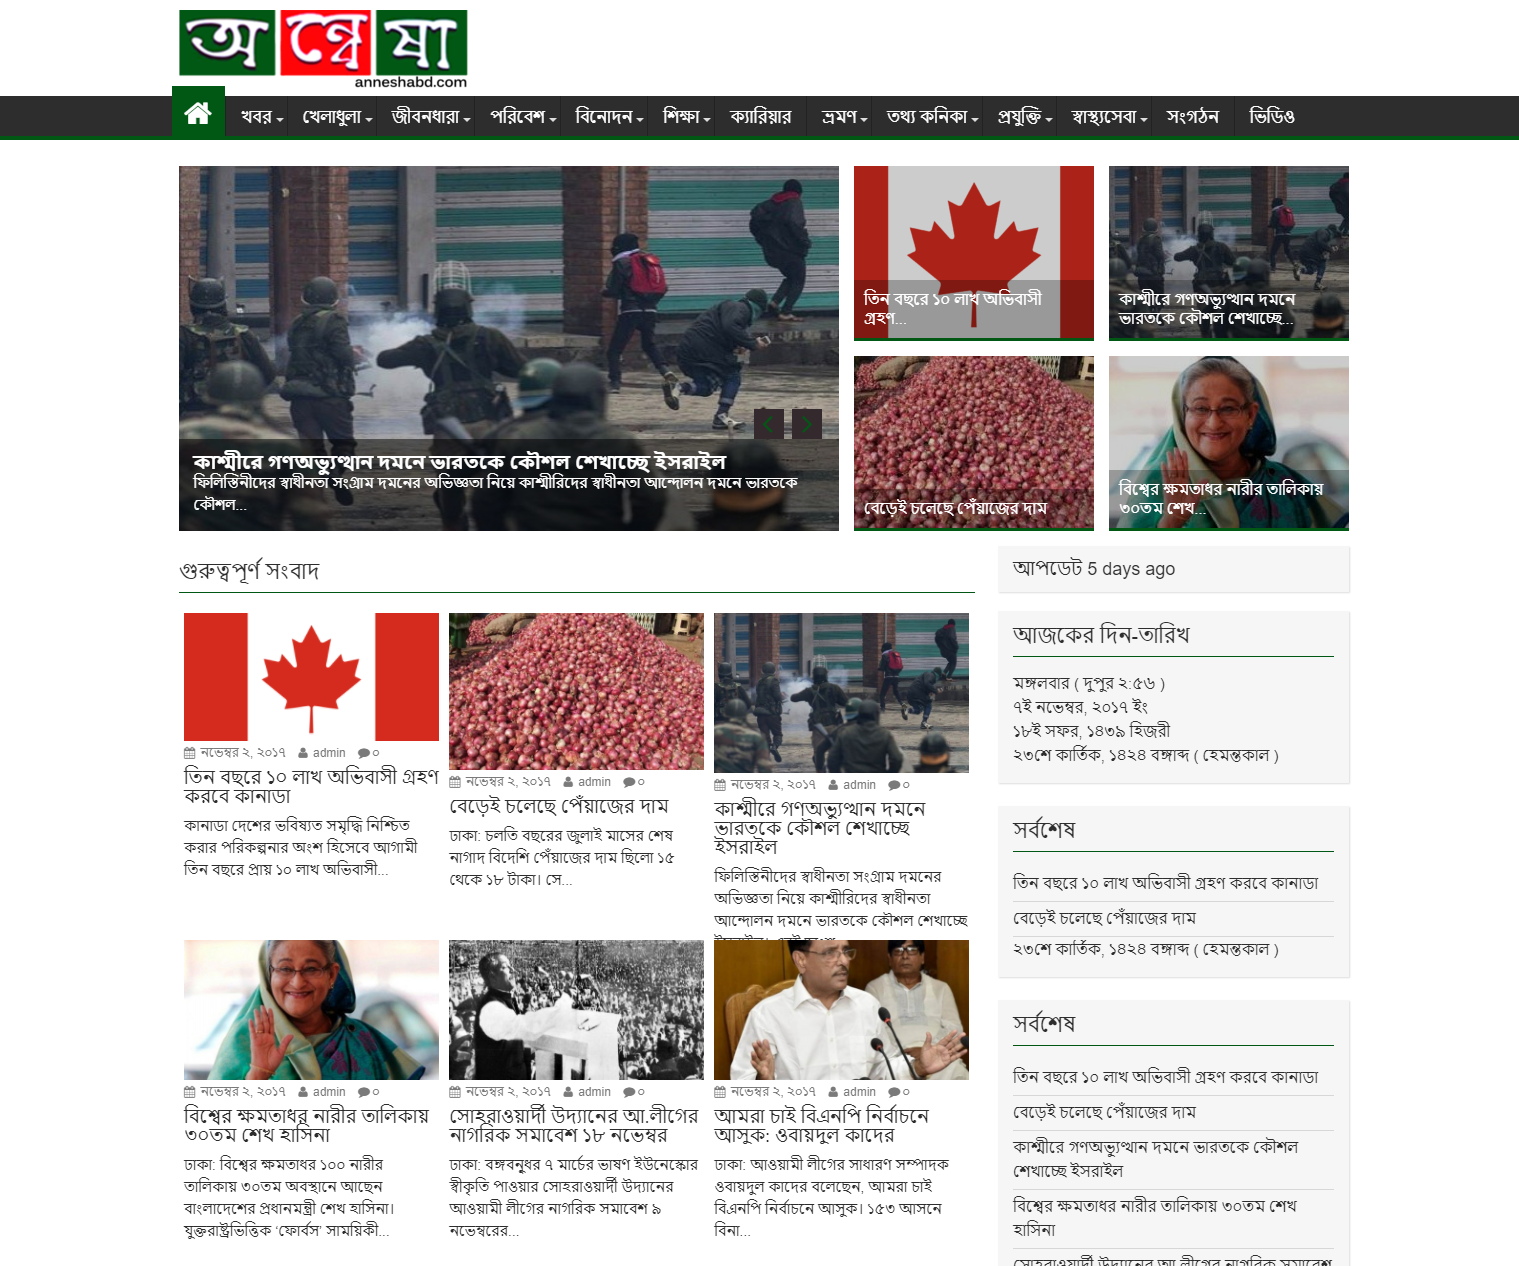 অন্বেষা
anneshabd.com
খবর খেলাধুলা জীবনধারা পরিবেশ বিনোদন শিক্ষা ক্যারিয়ার ভ্রমণ তথ্য কনিকা প্রযুক্তি স্বাস্থ্যসেবা সংগঠন ভিডিও
কাশ্মীরে গণঅভ্যুত্থান দমনে ভারতকে কৌশল শেখাচ্ছে ইসরাইল
ফিলিস্তিনীদের স্বাধীনতা সংগ্রাম দমনের অভিজ্ঞতা নিয়ে কাশ্মীরিদের স্বাধীনতা আন্দোলন দমনে ভারতকে
কৌশল...
তিন বছরে ১০ লাখ অভিবাসী
গ্রহণ...
কাশ্মীরে গণঅভ্যুত্থান দমনে
ভারতকে কৌশল শেখাচ্ছে...
বেড়েই চলেছে পেঁয়াজের দাম
বিশ্বের ক্ষমতাধর নারীর তালিকায়
৩০তম শেখ...
গুরুত্বপূর্ণ সংবাদ
নভেম্বর ২, ২০১৭ admin ০
তিন বছরে ১০ লাখ অভিবাসী গ্রহণ
করবে কানাডা
কানাডা দেশের ভবিষ্যত সমৃদ্ধি নিশ্চিত
করার পরিকল্পনার অংশ হিসেবে আগামী
তিন বছরে প্রায় ১০ লাখ অভিবাসী...
নভেম্বর ২, ২০১৭ admin ০
বেড়েই চলেছে পেঁয়াজের দাম
ঢাকা: চলতি বছরের জুলাই মাসের শেষ
নাগাদ বিদেশি পেঁয়াজের দাম ছিলো ১৫
থেকে ১৮ টাকা। সে...
নভেম্বর ২, ২০১৭ admin ০
কাশ্মীরে গণঅভ্যুত্থান দমনে
ভারতকে কৌশল শেখাচ্ছে
ইসরাইল
ফিলিস্তিনীদের স্বাধীনতা সংগ্রাম দমনের
অভিজ্ঞতা নিয়ে কাশ্মীরিদের স্বাধীনতা
আন্দোলন দমনে ভারতকে কৌশল শেখাচ্ছে
নভেম্বর ২, ২০১৭ admin ০
বিশ্বের ক্ষমতাধর নারীর তালিকায়
৩০তম শেখ হাসিনা
ঢাকা: বিশ্বের ক্ষমতাধর ১০০ নারীর
তালিকায় ৩০তম অবস্থানে আছেন
বাংলাদেশের প্রধানমন্ত্রী শেখ হাসিনা।
যুক্তরাষ্ট্রভিত্তিক ‘ফোর্বস’ সাময়িকী...
নভেম্বর ২, ২০১৭ admin ০
সোহরাওয়ার্দী উদ্যানের আ.লীগের
নাগরিক সমাবেশ ১৮ নভেম্বর
ঢাকা: বঙ্গবন্ধুর ৭ মার্চের ভাষণ ইউনেস্কোর
স্বীকৃতি পাওয়ার সোহরাওয়ার্দী উদ্যানের
আওয়ামী লীগের নাগরিক সমাবেশ ৯
নভেম্বরের...
নভেম্বর ২, ২০১৭ admin ০
আমরা চাই বিএনপি নির্বাচনে
আসুক: ওবায়দুল কাদের
ঢাকা: আওয়ামী লীগের সাধারণ সম্পাদক
ওবায়দুল কাদের বলেছেন, আমরা চাই
বিএনপি নির্বাচনে আসুক। ১৫৩ আসনে
বিনা...
আপডেট 5 days ago
আজকের দিন-তারিখ
মঙ্গলবার ( দুপুর ২:৫৬ )
৭ই নভেম্বর, ২০১৭ ইং
১৮ই সফর, ১৪৩৯ হিজরী
২৩শে কার্তিক, ১৪২৪ বঙ্গাব্দ ( হেমন্তকাল )
সর্বশেষ
তিন বছরে ১০ লাখ অভিবাসী গ্রহণ করবে কানাডা
বেড়েই চলেছে পেঁয়াজের দাম
২৩শে কার্তিক, ১৪২৪ বঙ্গাব্দ ( হেমন্তকাল )
সর্বশেষ
তিন বছরে ১০ লাখ অভিবাসী গ্রহণ করবে কানাডা
বেড়েই চলেছে পেঁয়াজের দাম
কাশ্মীরে গণঅভ্যুত্থান দমনে ভারতকে কৌশল
শেখাচ্ছে ইসরাইল
বিশ্বের ক্ষমতাধর নারীর তালিকায় ৩০তম শেখ
হাসিনা
সোহরাওয়ার্দী উদ্যানের আ.লীগের নাগরিক সমাবেশ